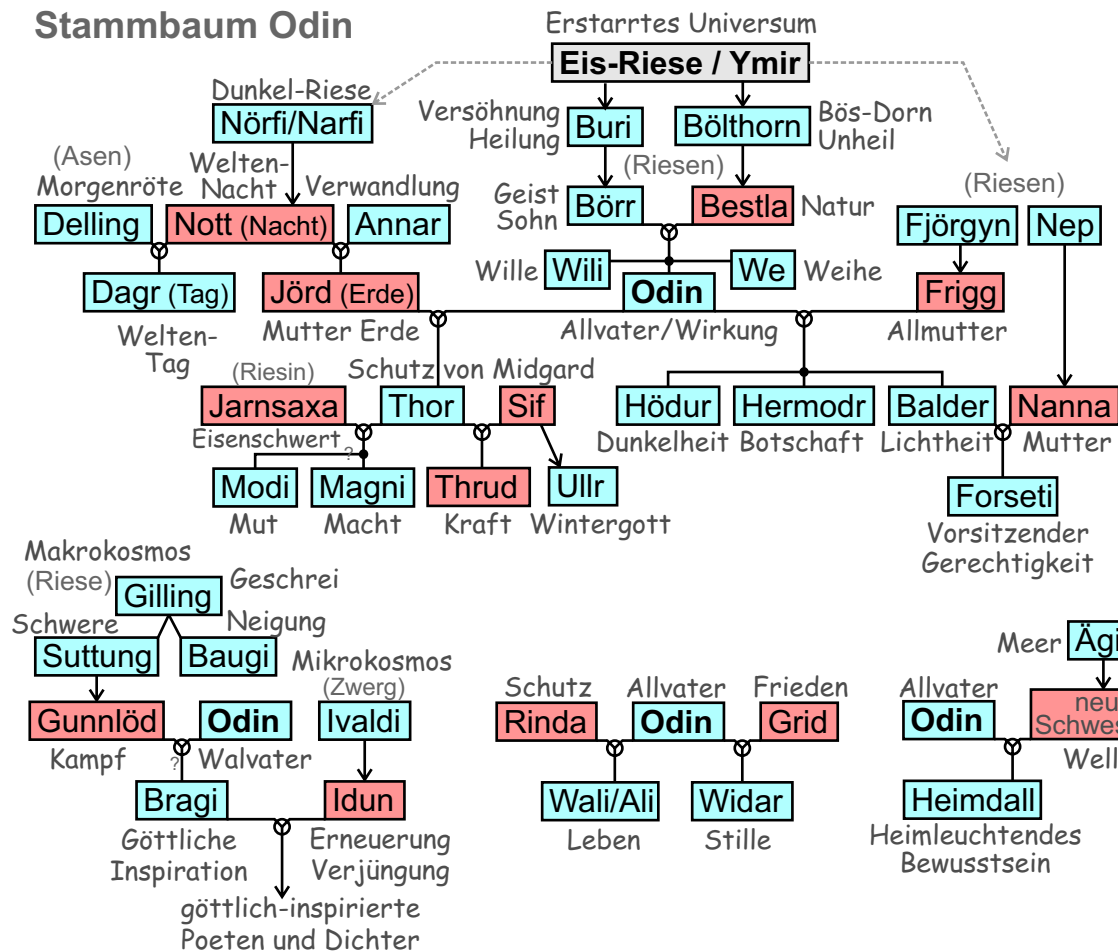 Stammbaum Odin
Erstarrtes Universum
Eis-Riese / Ymir
Dunkel-Riese
Nörfi/Narfi
Versöhnung
Heilung
Buri
Bölthorn
Bös-Dorn
Unheil
(Asen)
Morgenröte
Welten-
Nacht
Verwandlung
(Riesen)
(Riesen)
Delling
Nott (Nacht)
Annar
Geist
Sohn
Börr
Bestla
Natur
Fjörgyn
Nep
Wille
Wili
We
Weihe
Dagr (Tag)
Jörd (Erde)
Odin
Frigg
Welten-
Tag
Mutter Erde
Allvater/Wirkung
Allmutter
(Riesin)
Schutz von Midgard
Jarnsaxa
Thor
Sif
Hödur
Hermodr
Balder
Nanna
Eisenschwert
Dunkelheit
Botschaft
Lichtheit
Mutter
?
Modi
Magni
Thrud
Ullr
Forseti
Mut
Macht
Kraft
Wintergott
Vorsitzender
Gerechtigkeit
Makrokosmos
(Riese)
Gilling
Geschrei
Schwere
Neigung
Suttung
Baugi
Mikrokosmos
(Zwerg)
Meer
Ägi
Gunnlöd
Odin
Ivaldi
Kampf
Walvater
?
Schutz
Allvater
Frieden
Rinda
Odin
Grid
Allvater
Odin
neu
Schwes
Well
Bragi
Idun
Wali/Ali
Widar
Heimdall
Göttliche
Inspiration
Erneuerung
Verjüngung
Leben
Stille
Heimleuchtendes
Bewusstsein
göttlich-inspirierte
Poeten und Dichter